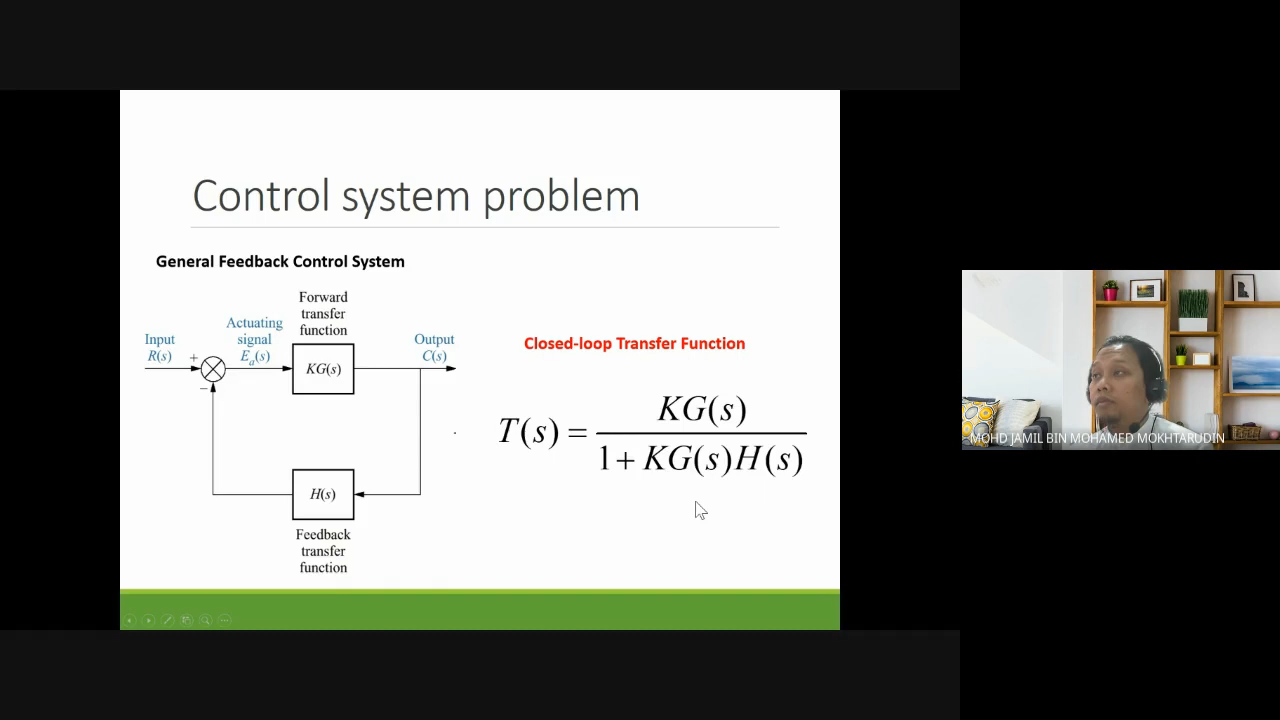 Control system problem
General Feedback Control System
Forward
transfer
function
Actuating
signal
Input
R(s)
Eₐ(s)
Output
C(s)
+
KG(s)
−
H(s)
Feedback
transfer
function
Closed-loop Transfer Function
T(s) = KG(s) / 1 + KG(s)H(s)
MOHD JAMIL BIN MOHAMED MOKHTARUDIN